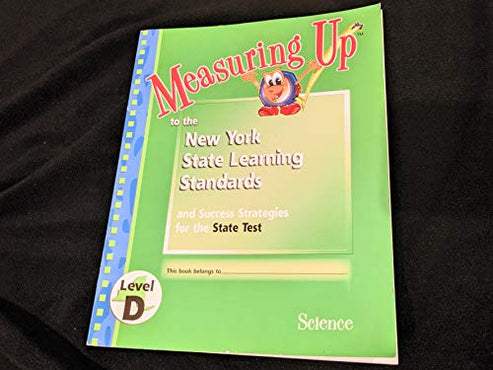 Measuring Up™
to the
New York
State Learning
Standards
and Success Strategies
for the State Test
This book belongs to
Level
D
Science